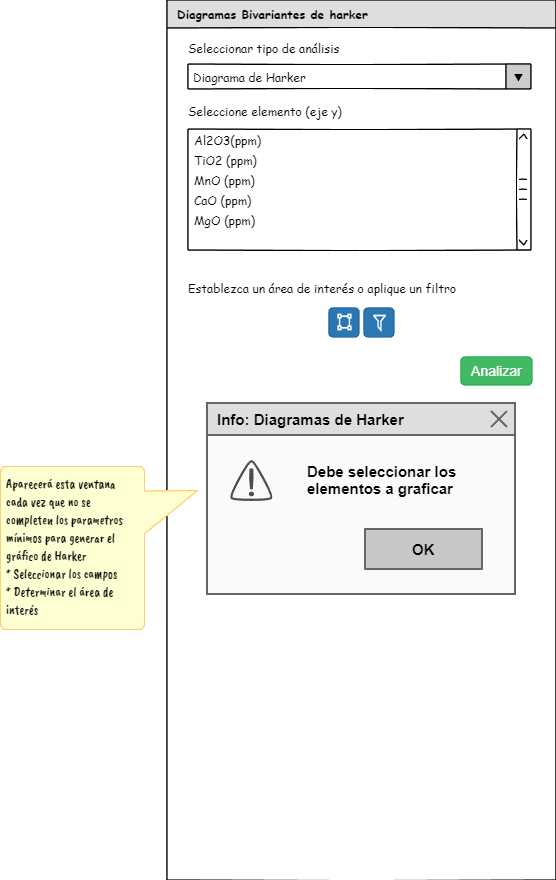 Diagramas Bivariantes de harker
Seleccionar tipo de análisis
Diagrama de Harker
Seleccione elemento (eje y)
Al2O3(ppm)
TiO2 (ppm)
MnO (ppm)
CaO (ppm)
MgO (ppm)
Establezca un área de interés o aplique un filtro
Analizar
Info: Diagramas de Harker
Debe seleccionar los
elementos a graficar
OK
Aparecerá esta ventana
cada vez que no se
completen los parametros
mínimos para generar el
gráfico de Harker
* Seleccionar los campos
* Determinar el área de
interés